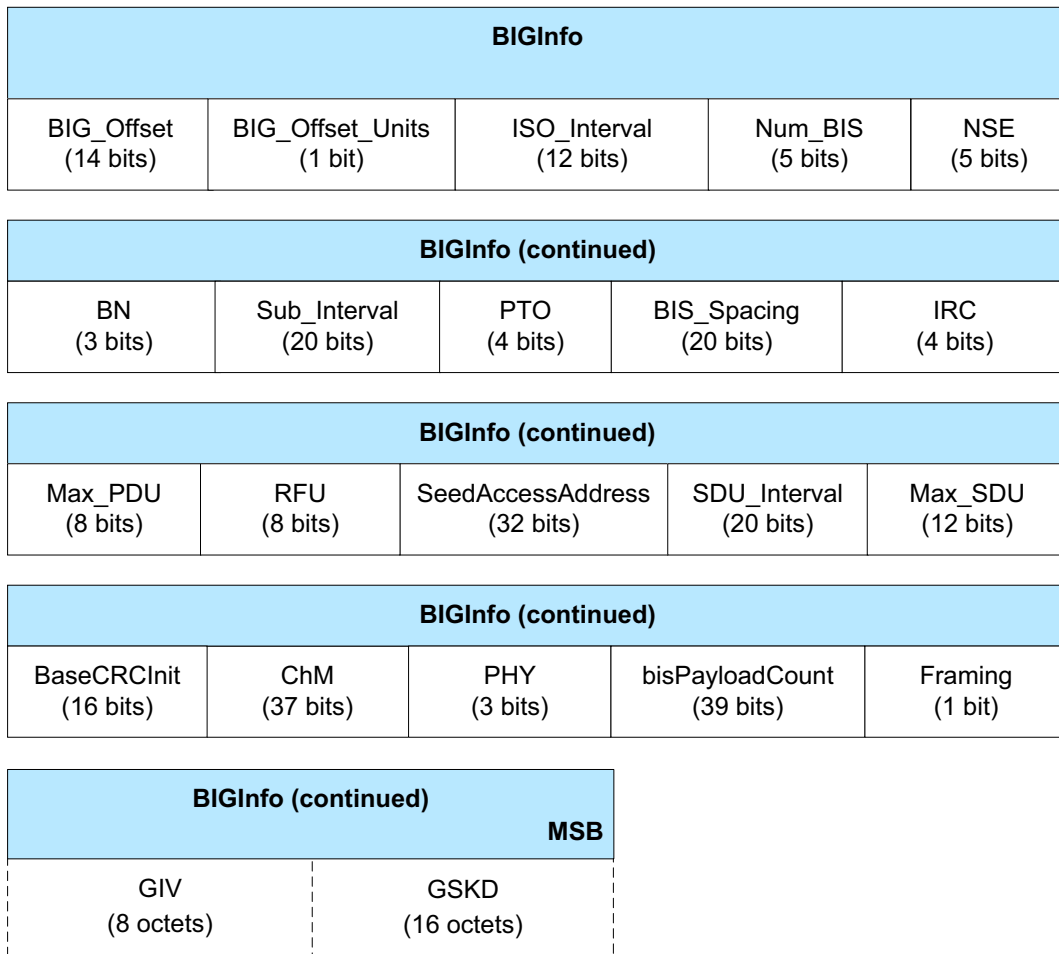 BIGInfo
BIG_Offset BIG_Offset_Units ISO_Interval Num_BIS NSE
(14 bits) (1 bit) (12 bits) (5 bits) (5 bits)
BIGInfo (continued)
BN Sub_Interval PTO BIS_Spacing IRC
(3 bits) (20 bits) (4 bits) (20 bits) (4 bits)
BIGInfo (continued)
Max_PDU RFU SeedAccessAddress SDU_Interval Max_SDU
(8 bits) (8 bits) (32 bits) (20 bits) (12 bits)
BIGInfo (continued)
BaseCRCInit ChM PHY bisPayloadCount Framing
(16 bits) (37 bits) (3 bits) (39 bits) (1 bit)
BIGInfo (continued)
MSB
GIV GSKD
(8 octets) (16 octets)